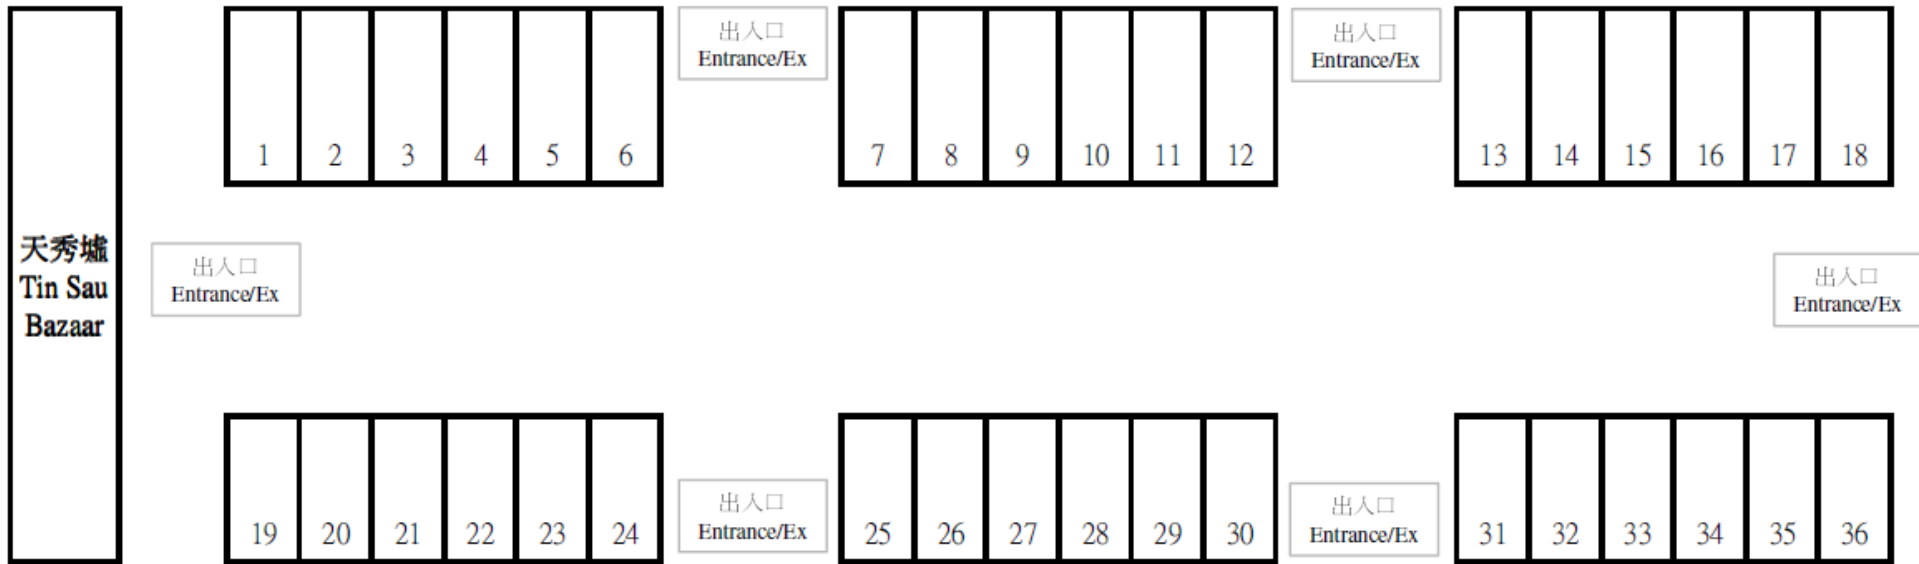 出入口
Entrance/Ex
出入口
Entrance/Ex
1 2 3 4 5 6 7 8 9 10 11 12 13 14 15 16 17 18
天秀墟
Tin Sau
Bazaar
出入口
Entrance/Ex
出入口
Entrance/Ex
出入口
Entrance/Ex
出入口
Entrance/Ex
19 20 21 22 23 24 25 26 27 28 29 30 31 32 33 34 35 36